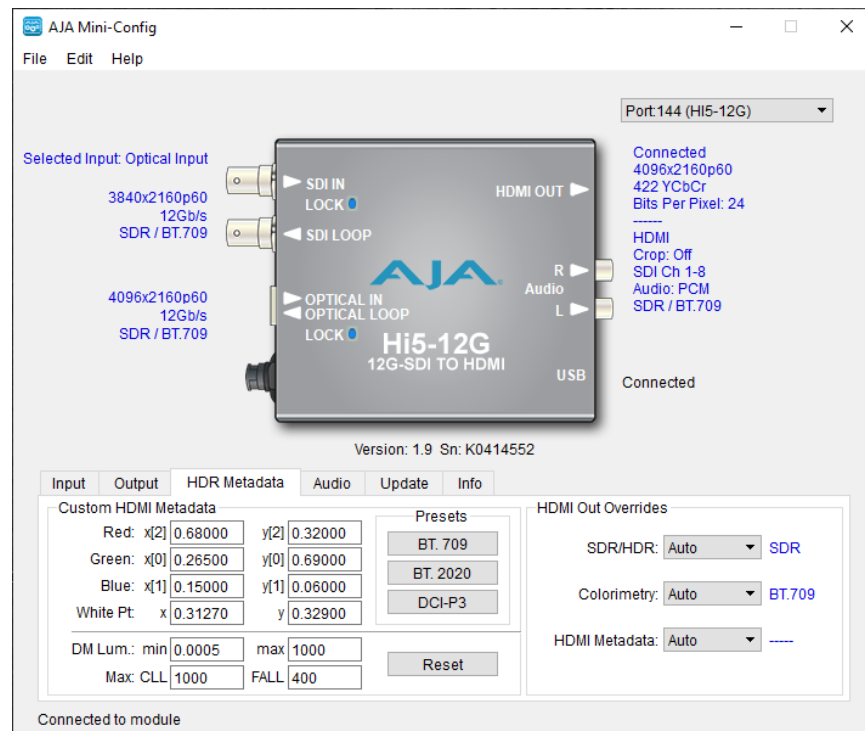 AJA Mini-Config
File Edit Help
Port:144 (HI5-12G)
Selected Input: Optical Input
3840x2160p60
12Gb/s
SDR / BT.709
4096x2160p60
12Gb/s
SDR / BT.709
SDI IN
LOCK
SDI LOOP
OPTICAL IN
OPTICAL LOOP
LOCK
HDMI OUT
AJA
R
Audio
L
Hi5-12G
12G-SDI TO HDMI
USB
Connected
4096x2160p60
422 YCbCr
Bits Per Pixel: 24
------
HDMI
Crop: Off
SDI Ch 1-8
Audio: PCM
SDR / BT.709
Connected
Version: 1.9 Sn: K0414552
Input Output HDR Metadata Audio Update Info
Custom HDMI Metadata
Red: x[2] 0.68000 y[2] 0.32000
Green: x[0] 0.26500 y[0] 0.69000
Blue: x[1] 0.15000 y[1] 0.06000
White Pt: x 0.31270 y 0.32900
DM Lum.: min 0.0005 max 1000
Max: CLL 1000 FALL 400
Presets
BT. 709
BT. 2020
DCI-P3
Reset
HDMI Out Overrides
SDR/HDR: Auto SDR
Colorimetry: Auto BT.709
HDMI Metadata: Auto -----
Connected to module